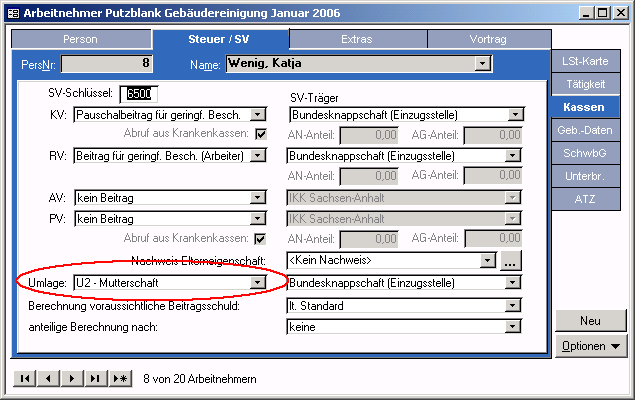 Arbeitnehmer Putzblank Gebäudereinigung Januar 2006
Person Steuer / SV Extras Vortrag
PersNr: 8 Name: Wenig, Katja
LSt-Karte
Tätigkeit
Kassen
Geb.-Daten
SchwbG
Unterbr.
ATZ
SV-Schlüssel: 6500 SV-Träger
KV: Pauschalbeitrag für geringf. Besch. Bundesknappschaft (Einzugsstelle)
Abruf aus Krankenkassen: AN-Anteil: 0,00 AG-Anteil: 0,00
RV: Beitrag für geringf. Besch. (Arbeiter) Bundesknappschaft (Einzugsstelle)
AN-Anteil: 0,00 AG-Anteil: 0,00
AV: kein Beitrag IKK Sachsen-Anhalt
PV: kein Beitrag IKK Sachsen-Anhalt
Abruf aus Krankenkassen: AN-Anteil: 0,00 AG-Anteil: 0,00
Nachweis Elterneigenschaft: <Kein Nachweis> ...
Umlage: U2 - Mutterschaft Bundesknappschaft (Einzugsstelle)
Berechnung voraussichtliche Beitragsschuld: lt. Standard
anteilige Berechnung nach: keine
Neu
Optionen
8 von 20 Arbeitnehmern